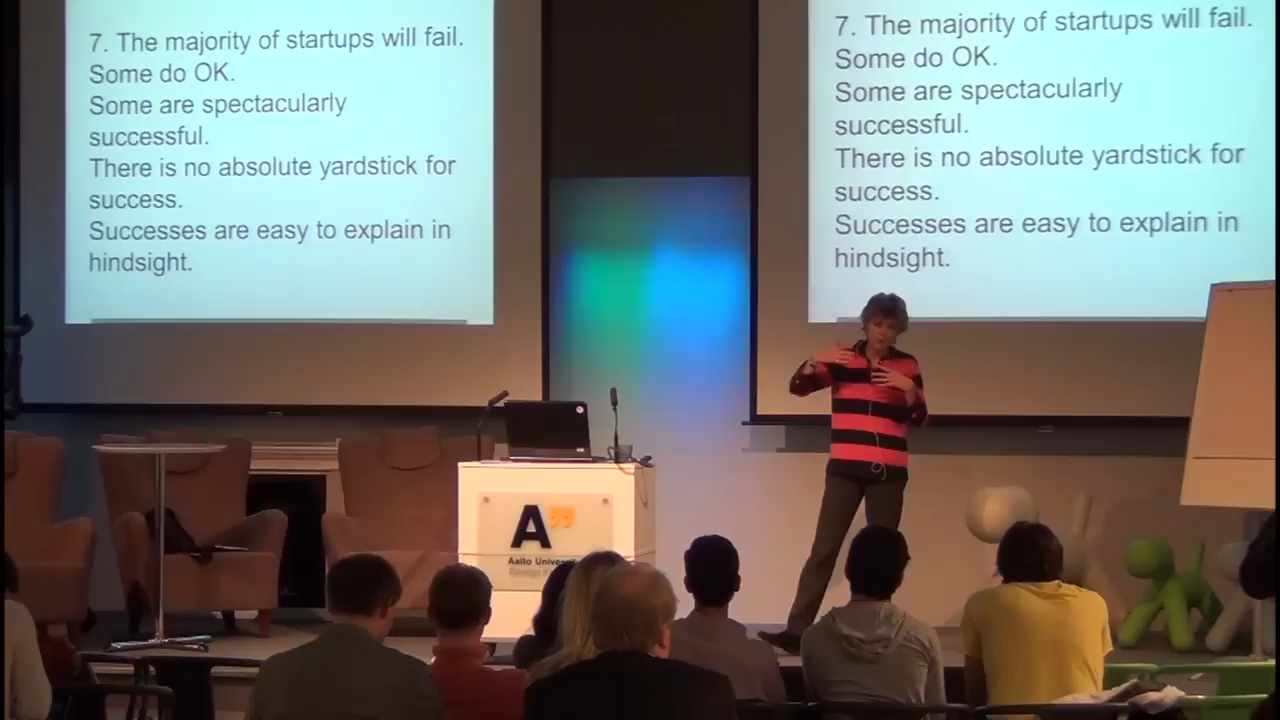 7. The majority of startups will fail.
Some do OK.
Some are spectacularly
successful.
There is no absolute yardstick for
success.
Successes are easy to explain in
hindsight.
7. The majority of startups will fail.
Some do OK.
Some are spectacularly
successful.
There is no absolute yardstick for
success.
Successes are easy to explain in
hindsight.
A"
Aalto